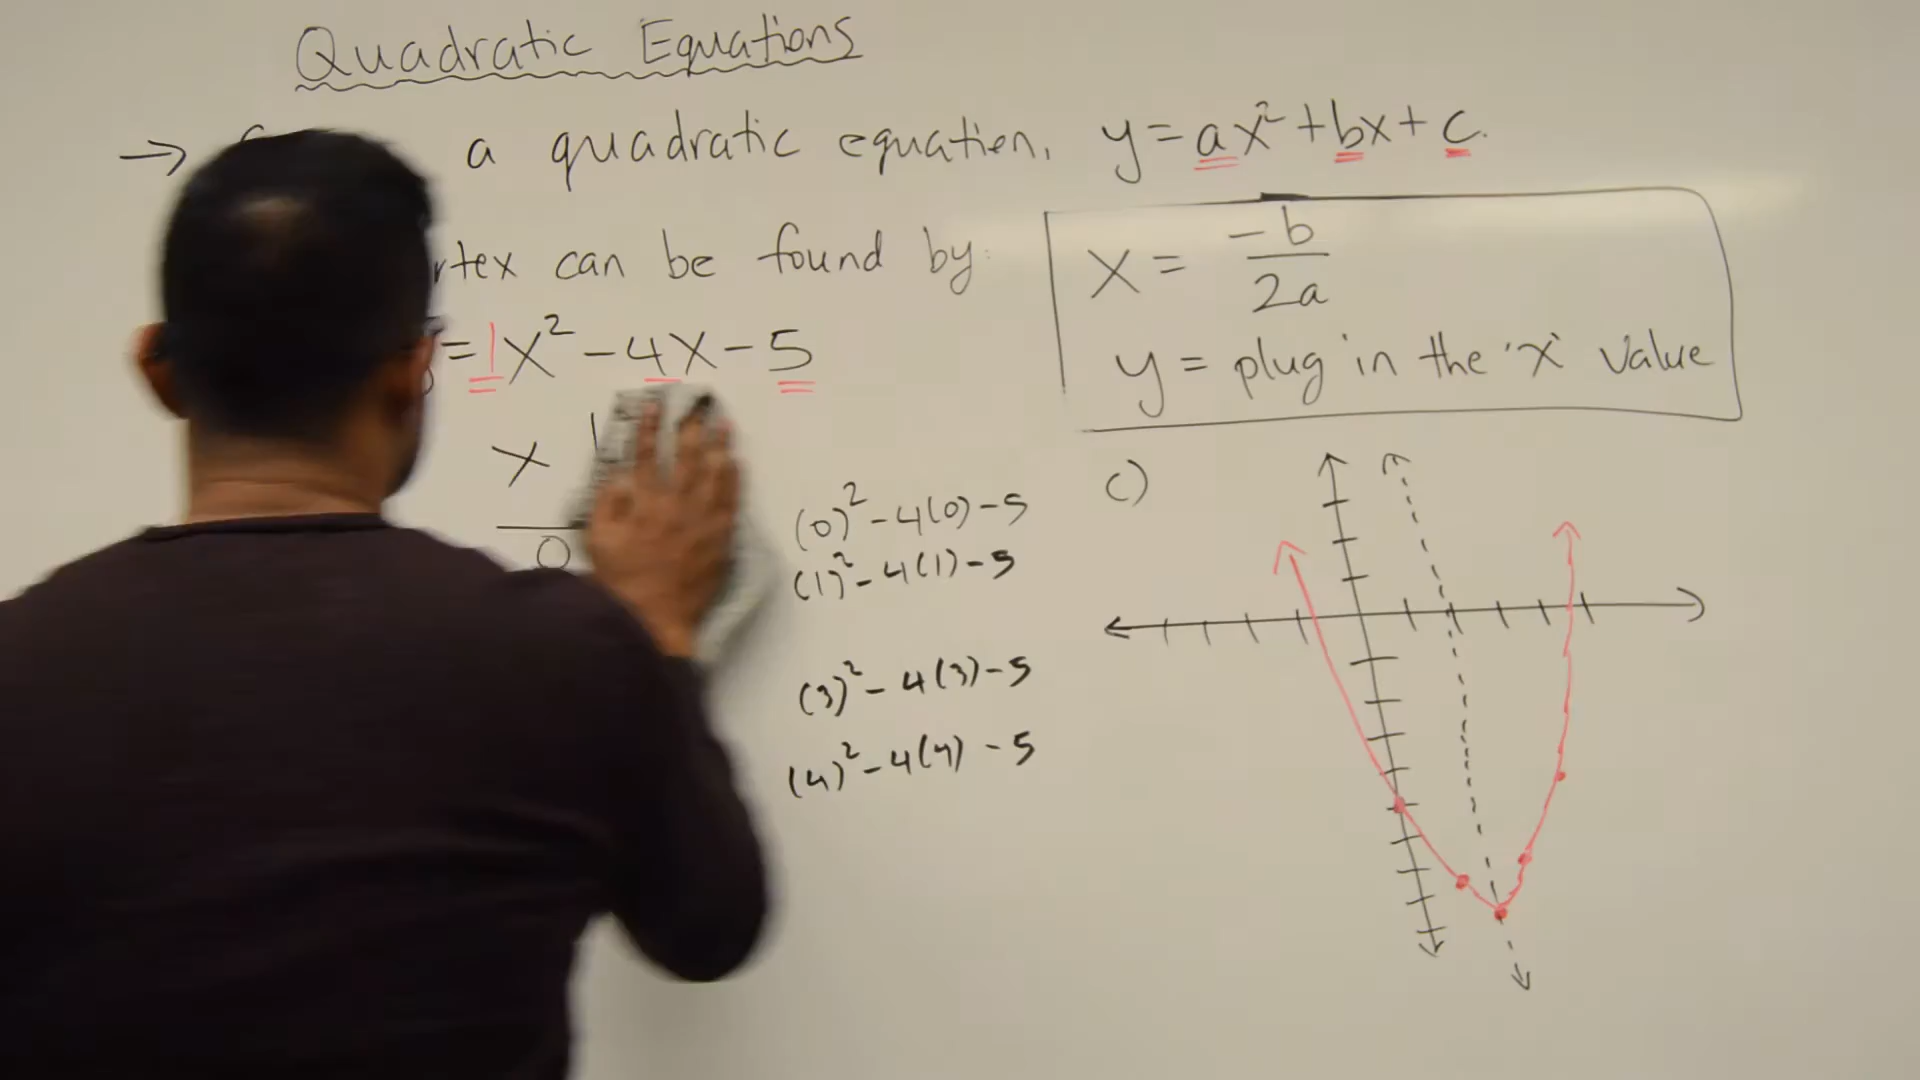 Quadratic Equations
→ a quadratic equation, y = ax² + bx + c.
can be found by:
x = -b/2a
= 1x² - 4x - 5
y = plug in the 'x' value
x
c)
0
(0)² - 4(0) - 5
(1)² - 4(1) - 5
(3)² - 4(3) - 5
(4)² - 4(4) - 5